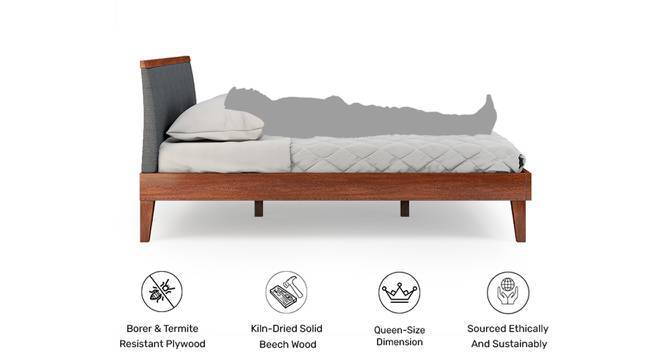 Borer & Termite
Resistant Plywood
Kiln-Dried Solid
Beech Wood
Queen-Size
Dimension
Sourced Ethically
And Sustainably